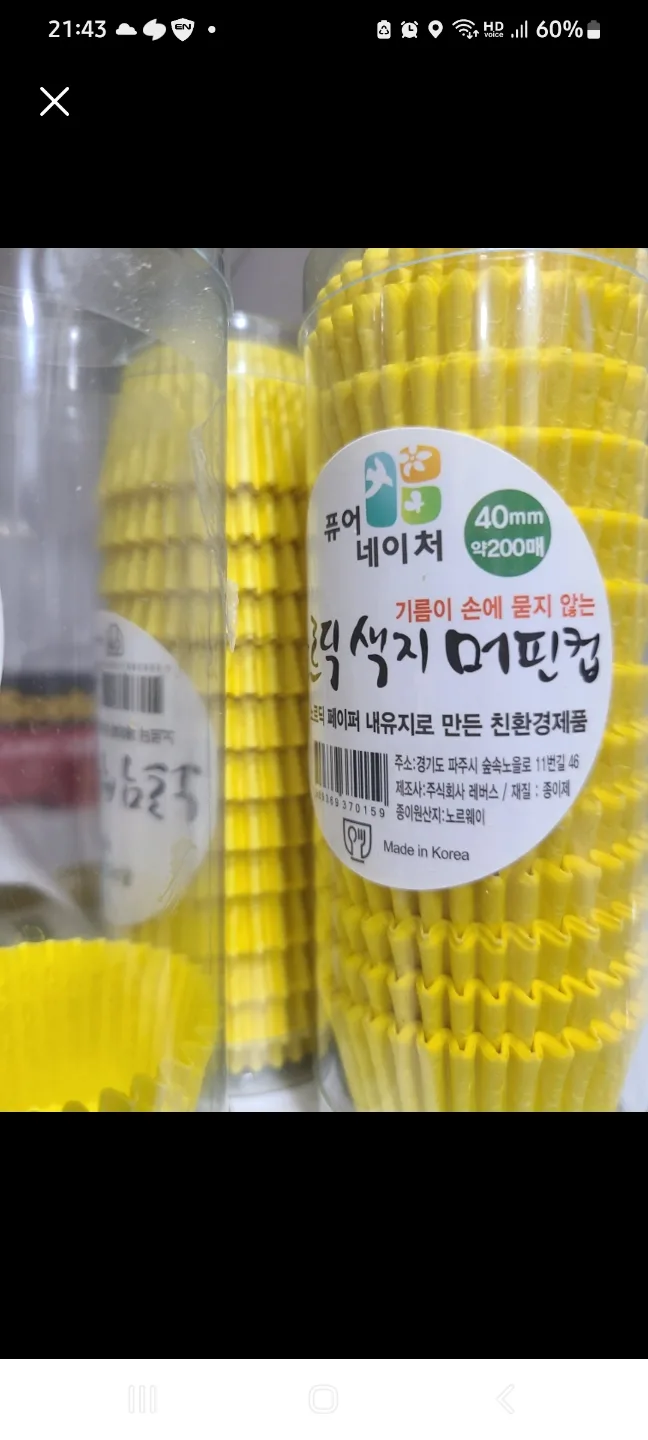 21:43
EN
HD
voice
60%
퓨어
네이처
40mm
약200매
기름이 손에 묻지 않는
색지 머핀컵
페이퍼 내유지로 만든 친환경제품
주소:경기도 파주시 숲속노을로 11번길 46
제조사:주식회사 레버스 / 재질 : 종이제
종이원산지:노르웨이
Made in Korea